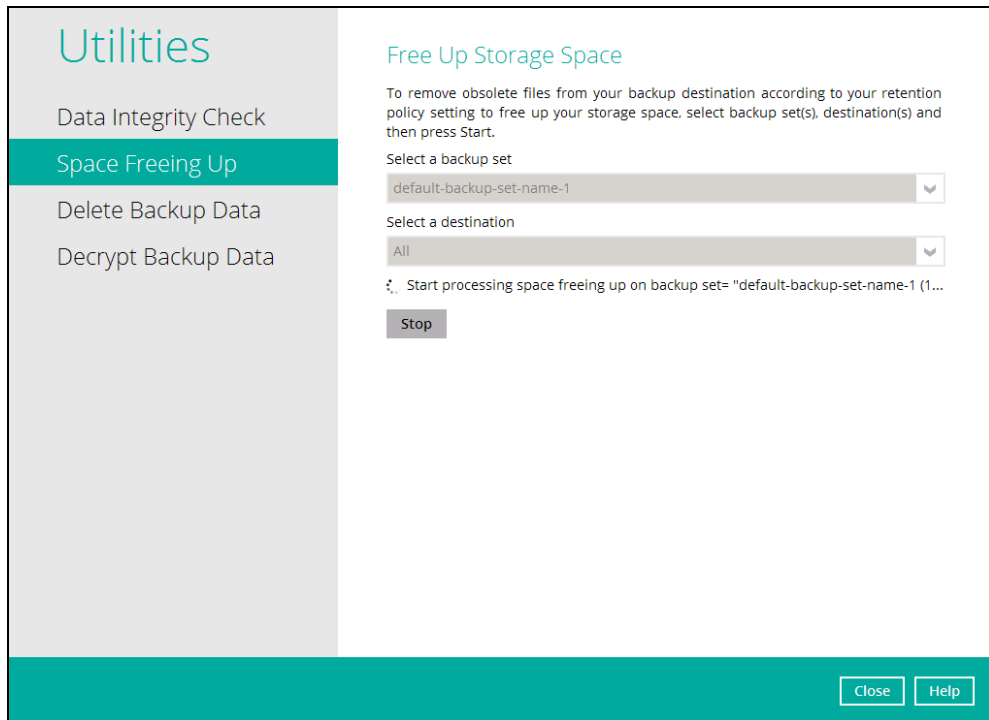 Utilities
Data Integrity Check
Space Freeing Up
Delete Backup Data
Decrypt Backup Data
Free Up Storage Space
To remove obsolete files from your backup destination according to your retention
policy setting to free up your storage space, select backup set(s), destination(s) and
then press Start.
Select a backup set
default-backup-set-name-1
Select a destination
All
Start processing space freeing up on backup set= "default-backup-set-name-1 (1...
Stop
Close
Help